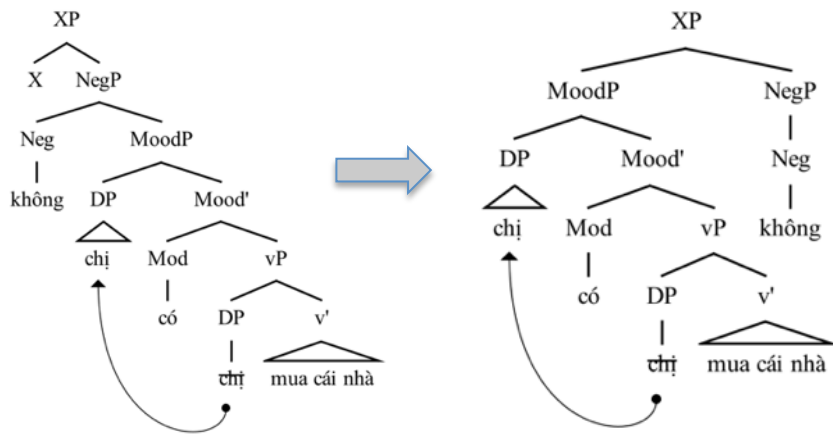 XP
X NegP
Neg MoodP
không DP Mood'
chị Mod vP
có DP v'
chị mua cái nhà
XP
MoodP NegP
DP Mood' Neg
chị Mod vP không
có DP v'
chị mua cái nhà